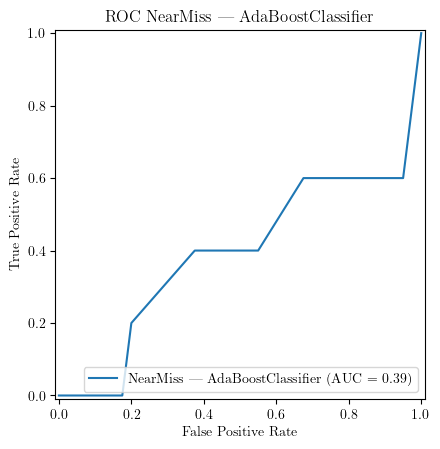 ROC NearMiss — AdaBoostClassifier
1.0
0.8
0.6
0.4
0.2
0.0
True Positive Rate
NearMiss — AdaBoostClassifier (AUC = 0.39)
0.0 0.2 0.4 0.6 0.8 1.0
False Positive Rate